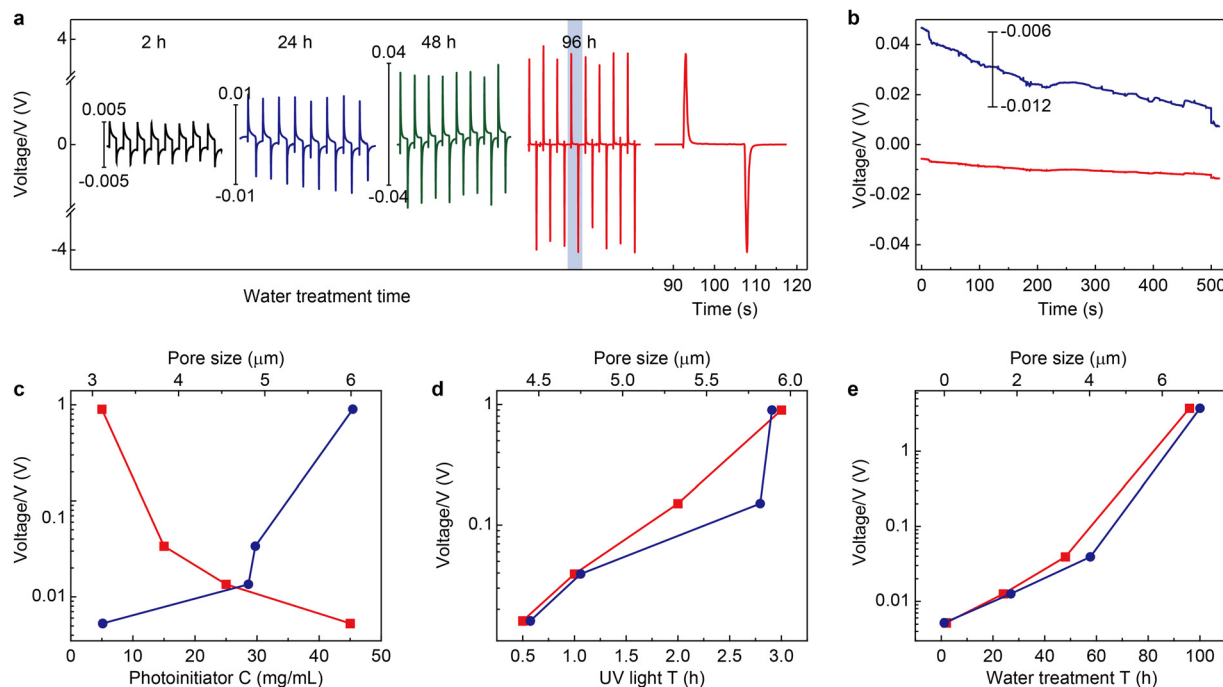 a
4
0
-4
Voltage/V (V)
2 h
24 h
48 h
96 h
0.005
-0.005
0.01
-0.01
0.04
-0.04
Water treatment time
90 100 110 120
Time (s)
b
0.04
0.02
0.00
-0.02
-0.04
Voltage/V (V)
-0.006
-0.012
0 100 200 300 400 500
Time (s)
c
Pore size (μm)
3 4 5 6
1
0.1
0.01
Voltage/V (V)
0 10 20 30 40 50
Photoinitiator C (mg/mL)
d
Pore size (μm)
4.5 5.0 5.5 6.0
0.1
Voltage/V (V)
0.5 1.0 1.5 2.0 2.5 3.0
UV light T (h)
e
Pore size (μm)
0 2 4 6
1
0.1
0.01
Voltage/V (V)
0 20 40 60 80 100
Water treatment T (h)